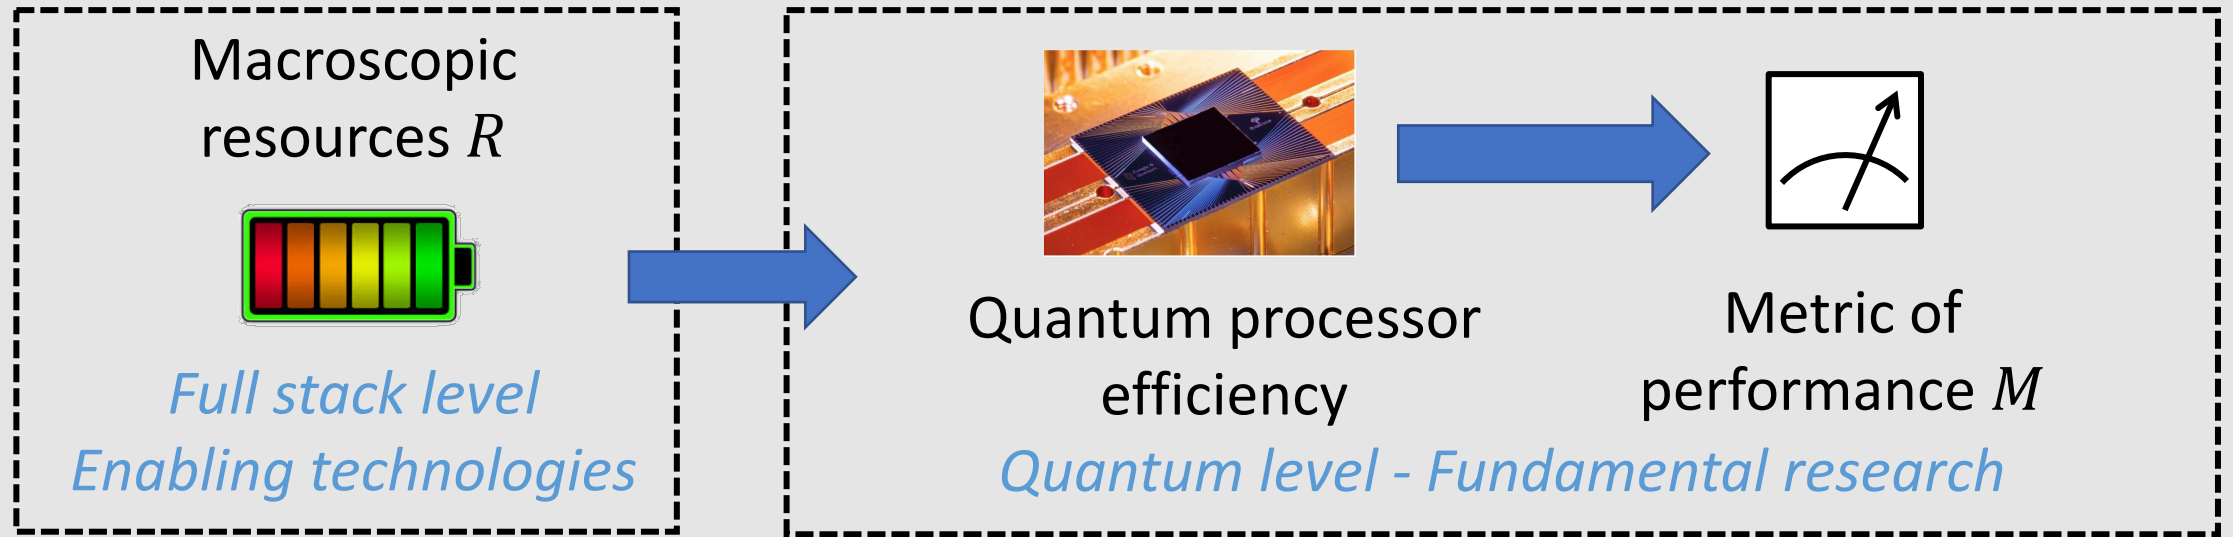 Macroscopic
resources R
Full stack level
Enabling technologies
Quantum processor
efficiency
Metric of
performance M
Quantum level - Fundamental research